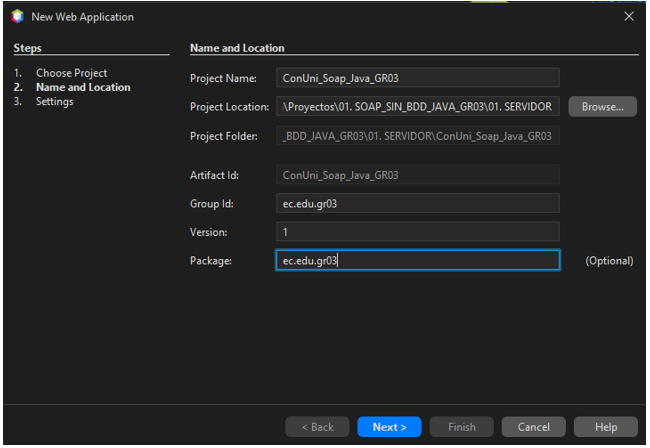 New Web Application
Steps
1. Choose Project
2. Name and Location
3. Settings
Name and Location
Project Name: ConUni_Soap_Java_GR03
Project Location: \Proyectos\01. SOAP_SIN_BDD_JAVA_GR03\01. SERVIDOR Browse...
Project Folder: _BDD_JAVA_GR03\01. SERVIDOR\ConUni_Soap_Java_GR03
Artifact Id: ConUni_Soap_Java_GR03
Group Id: ec.edu.gr03
Version: 1
Package: ec.edu.gr03 (Optional)
< Back Next > Finish Cancel Help